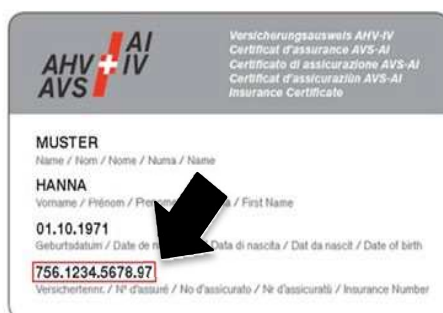 AHV AI
AVS IV
Versicherungsausweis AHV-IV
Certificat d'assurance AVS-AI
Certificato di assicurazione AVS-AI
Certificat d'assicuraziun AVS-AI
Insurance Certificate
MUSTER
Name / Nom / Nome / Numa / Name
HANNA
Vorname / Prénom / / First Name
01.10.1971
Geburtsdatum / Date de Data di nascita / Dat da nascit / Date of birth
756.1234.5678.97
Versichertennr. / N° d'assuré / No d'assicurato / Nr d'assicuratû / Insurance Number